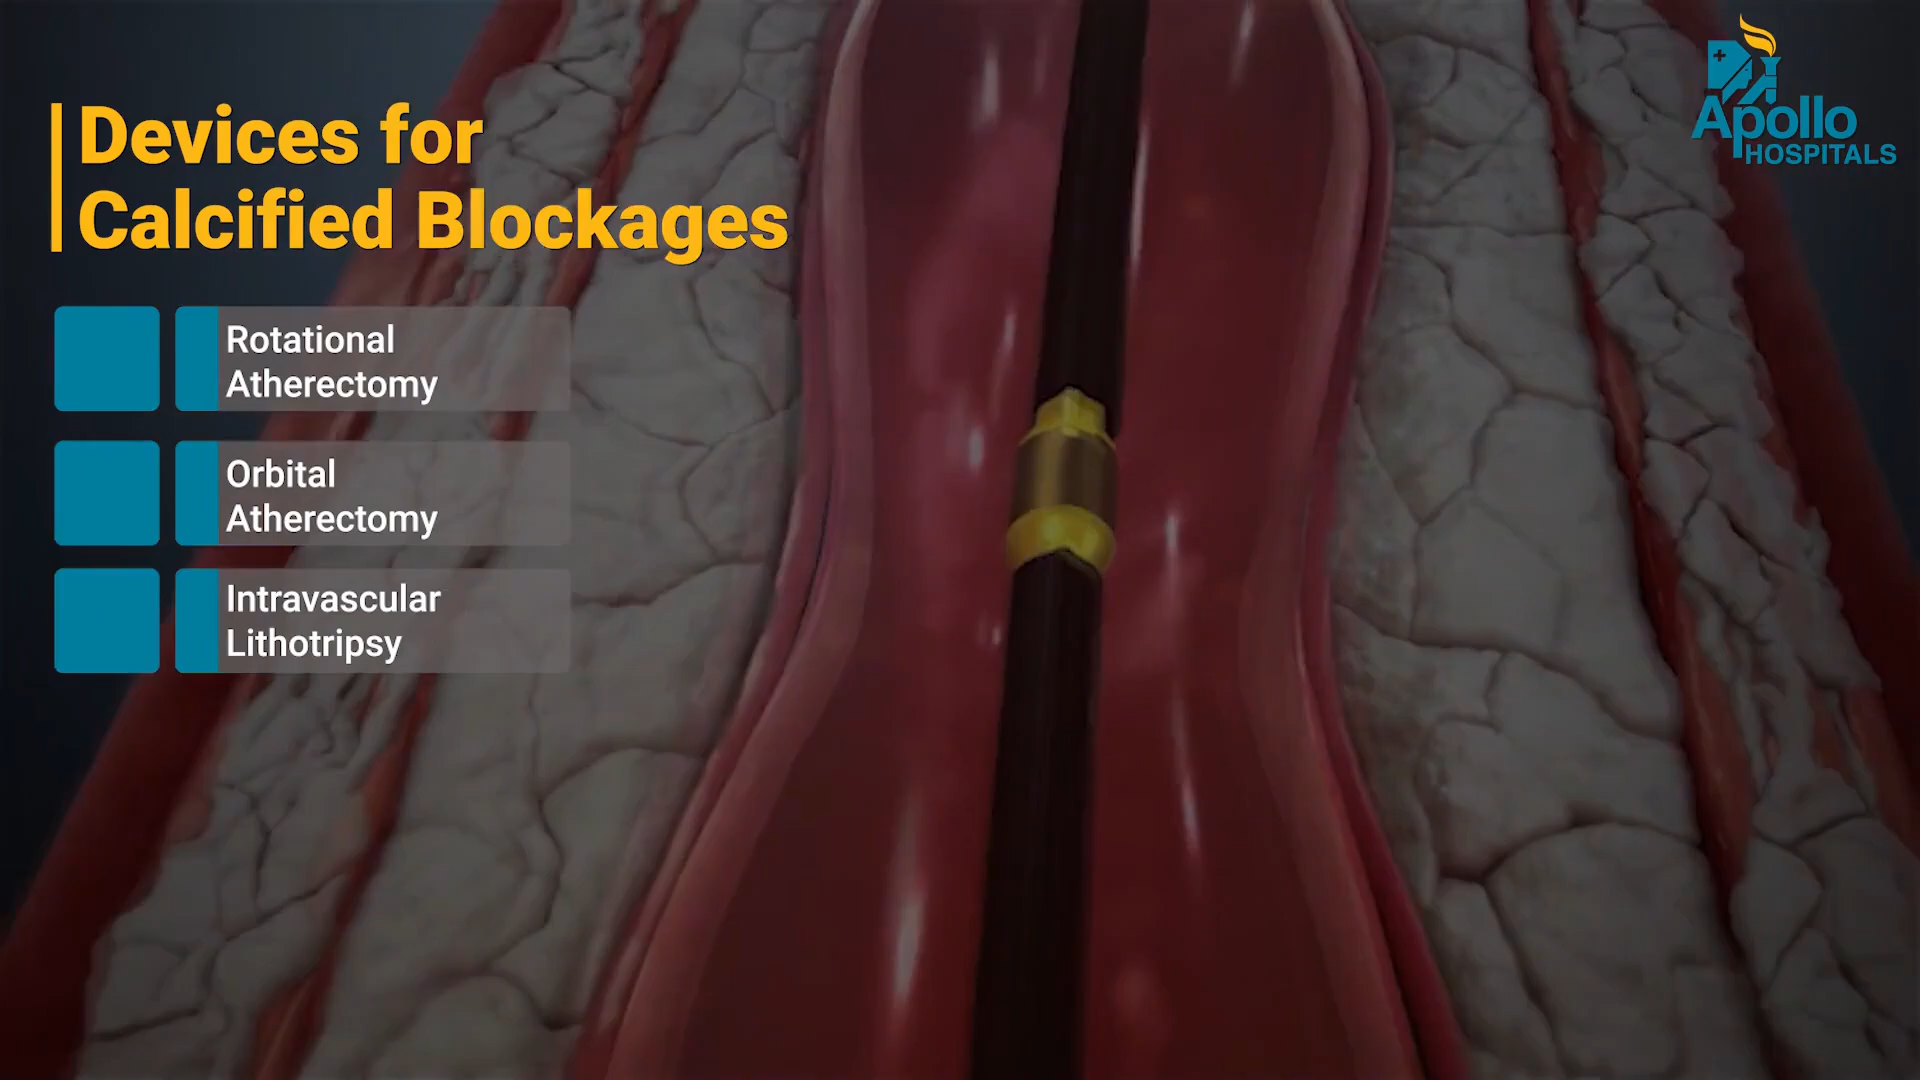 Devices for
Calcified Blockages
Rotational
Atherectomy
Orbital
Atherectomy
Intravascular
Lithotripsy
Apollo
HOSPITALS